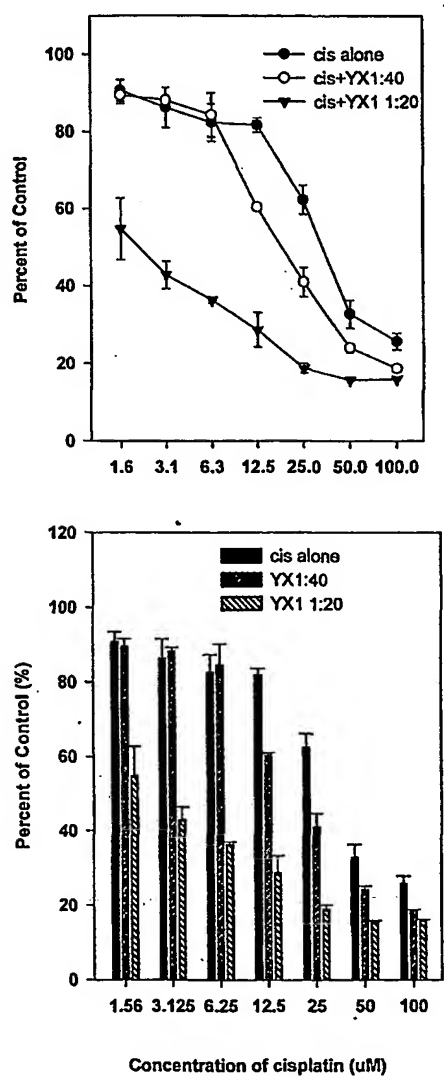 100
80
60
40
20
0
Percent of Control
cis alone
cis+YX1:40
cis+YX1 1:20
1.6 3.1 6.3 12.5 25.0 50.0 100.0
120
100
80
60
40
20
0
Percent of Control (%)
cis alone
YX1:40
YX1 1:20
1.56 3.125 6.25 12.5 25 50 100
Concentration of cisplatin (uM)